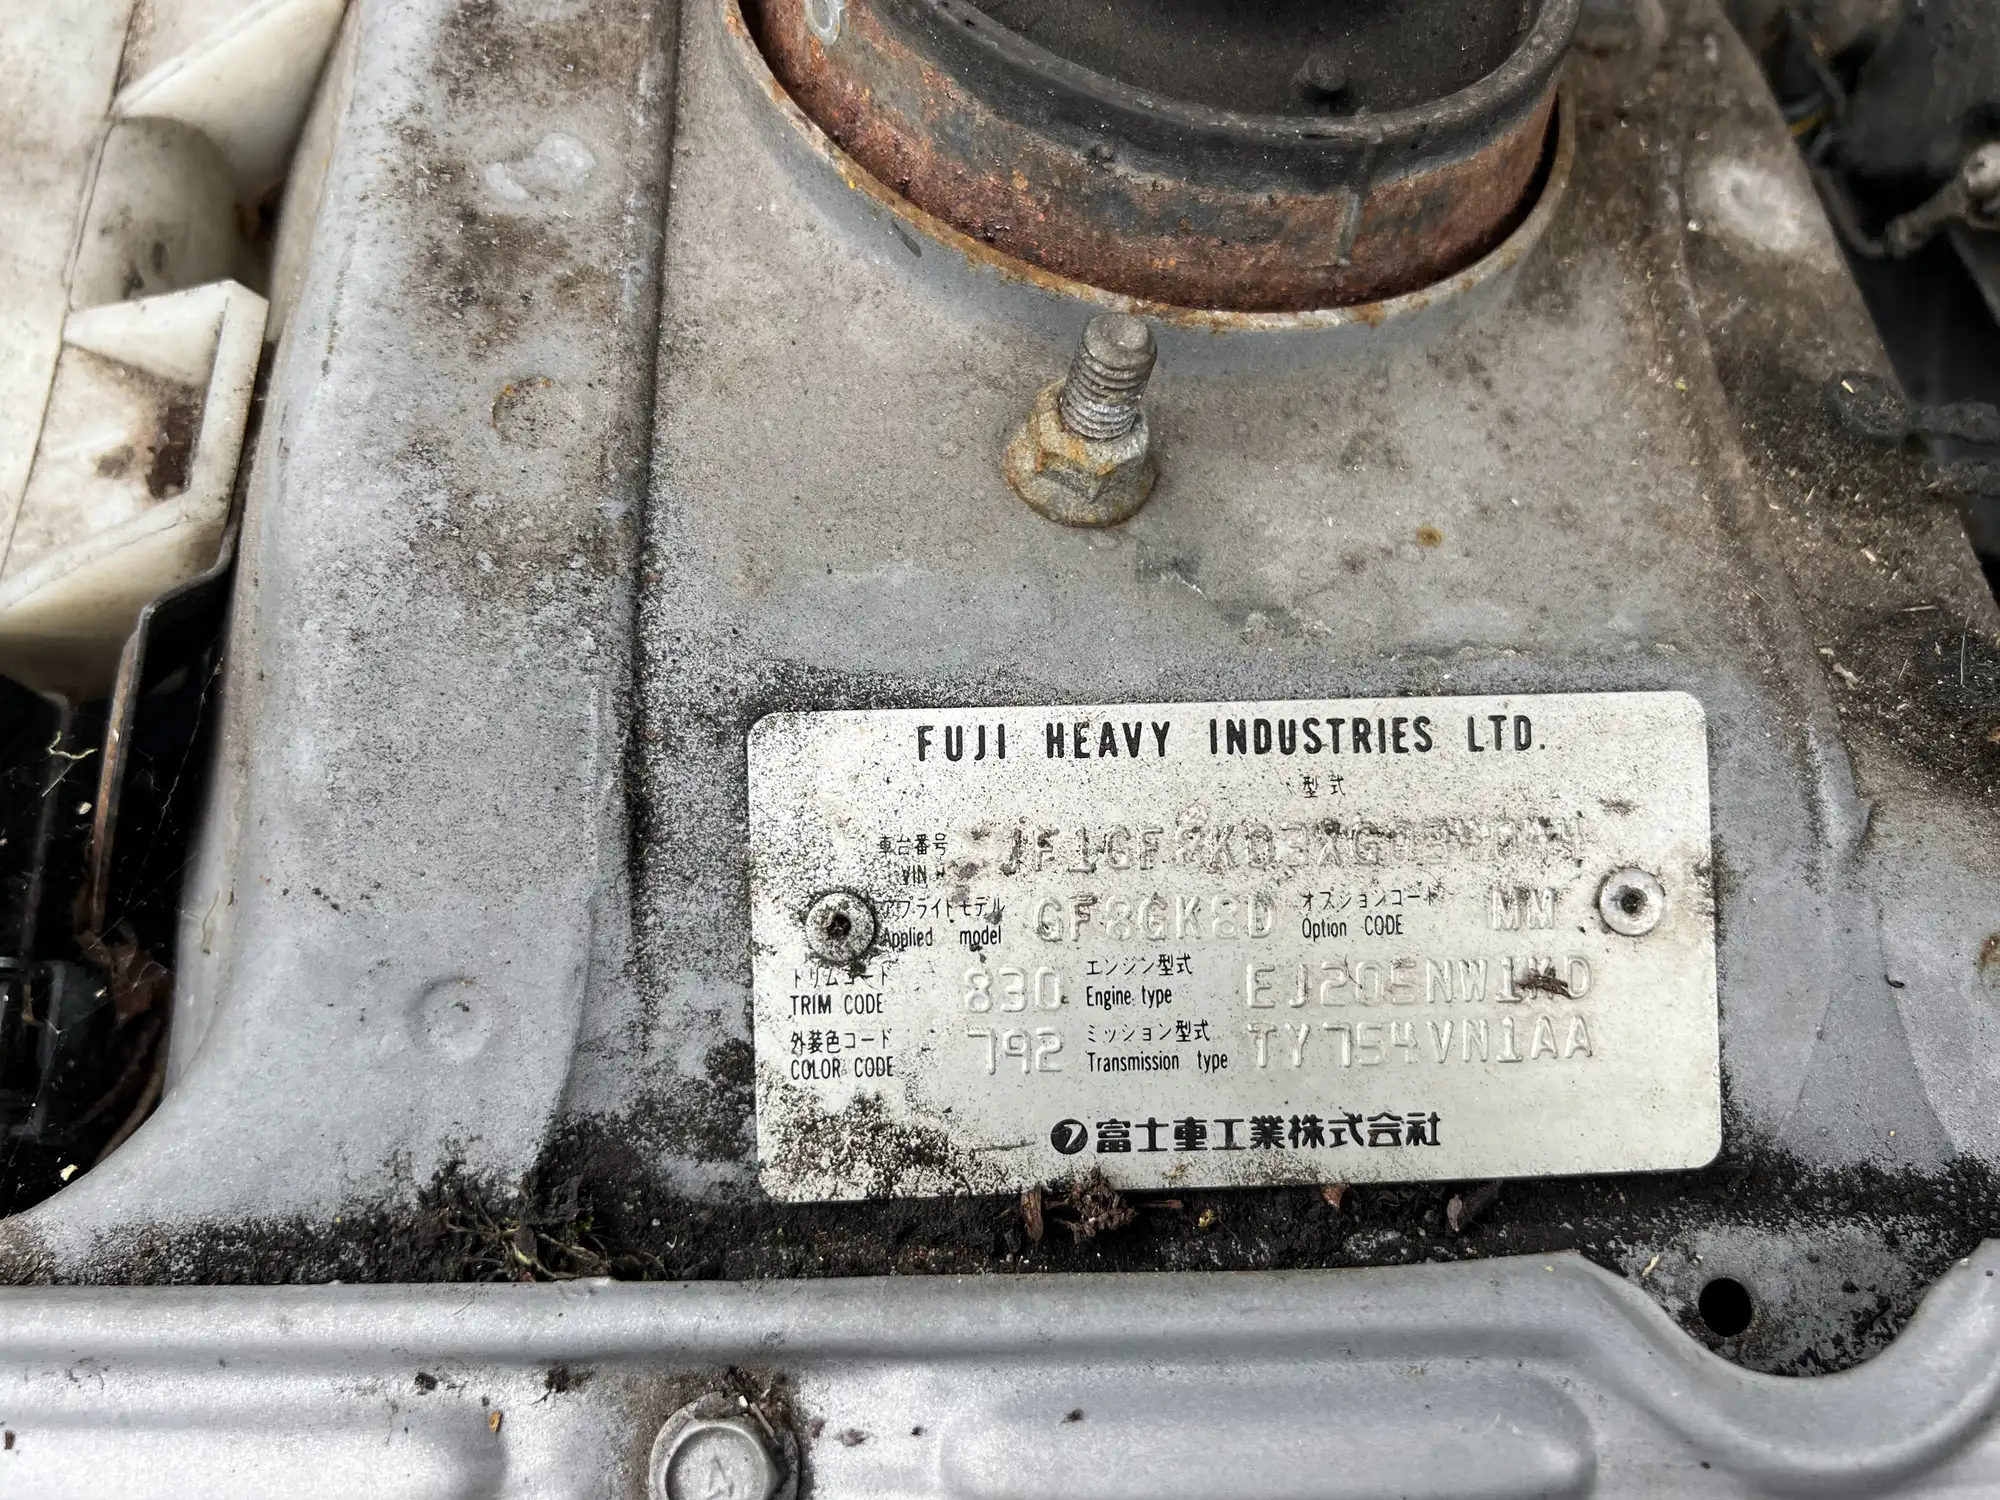 FUJI HEAVY INDUSTRIES LTD.
型式
車台番号
VIN
アプライドモデル GF8GK8D オプションコード MM
Applied model Option CODE
トリムコード 830 エンジン型式 EJ205NW1KD
TRIM CODE Engine type
外装色コード 792 ミッション型式 TY754VN1AA
COLOR CODE Transmission type
富士重工業株式会社
4